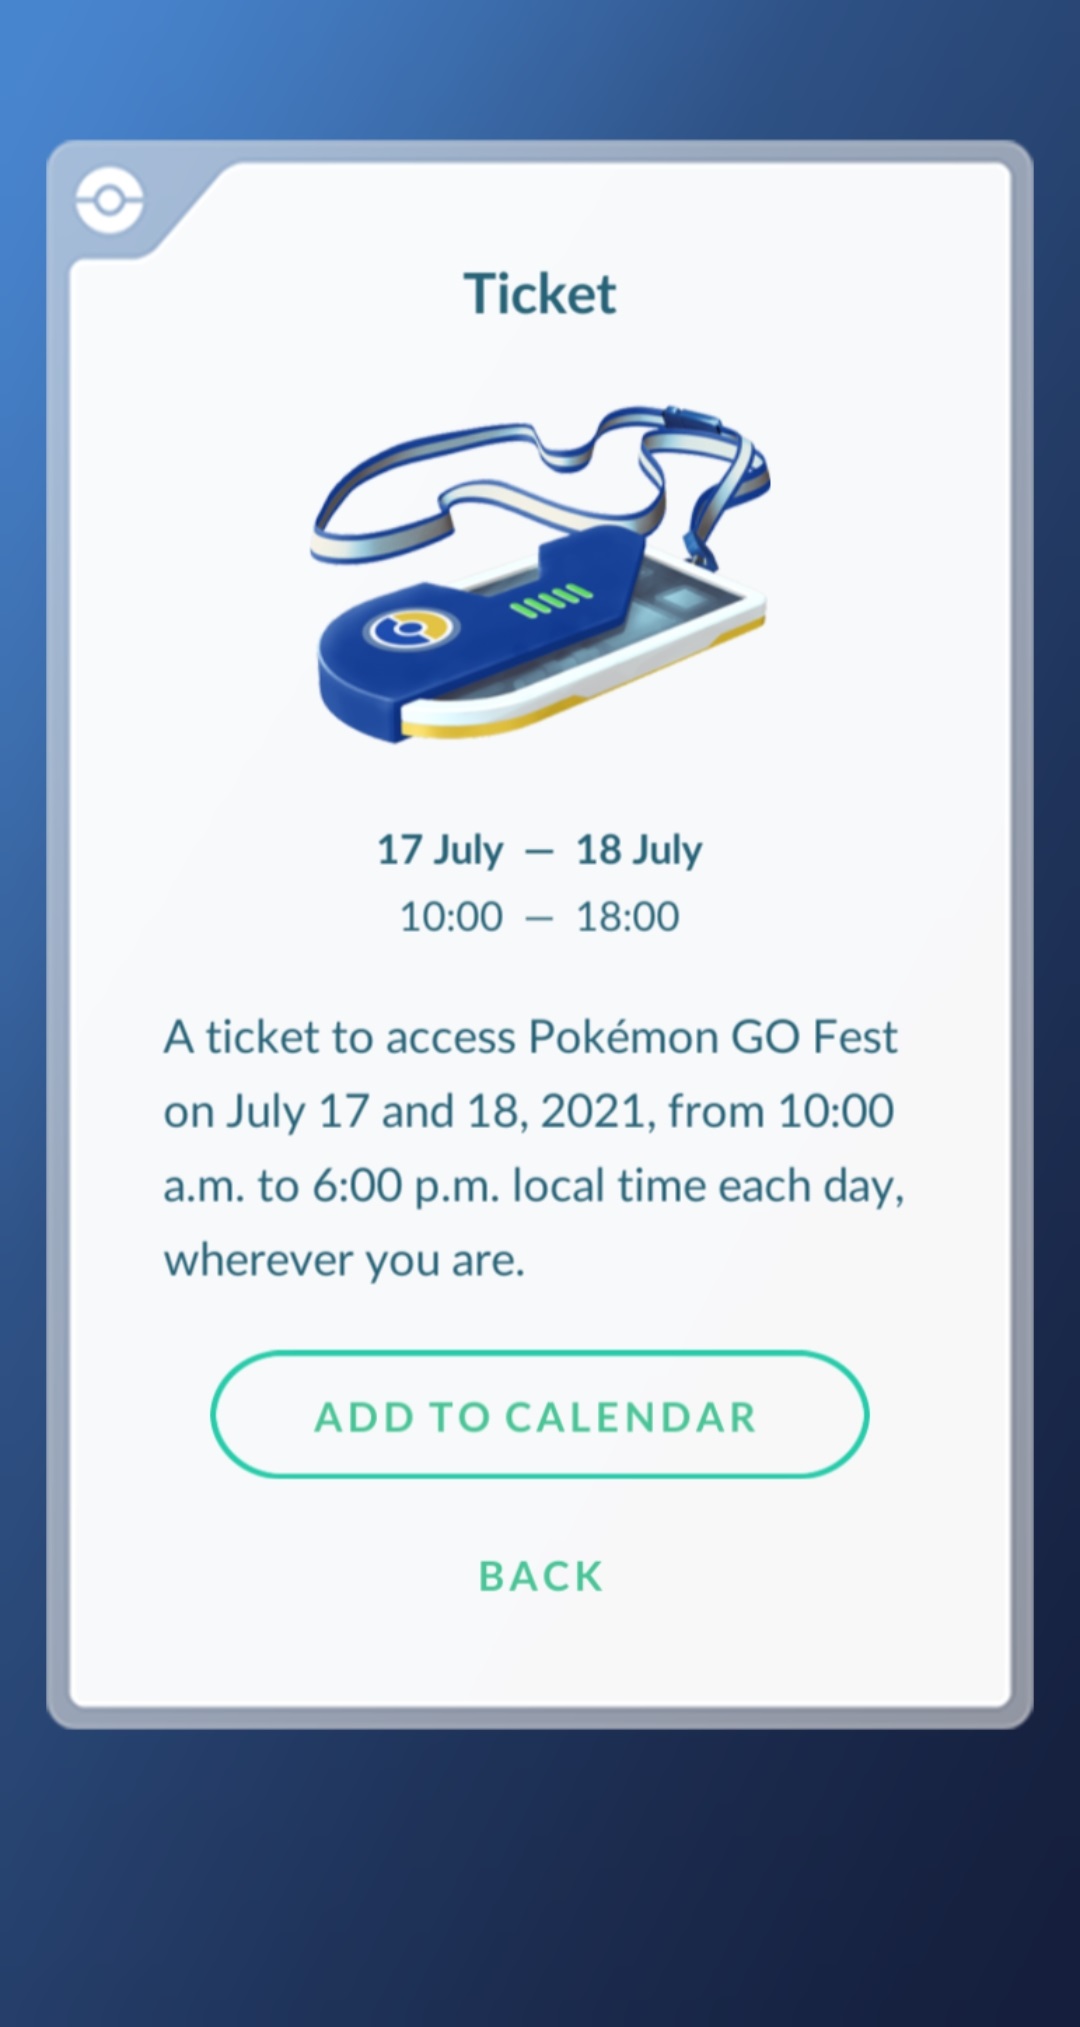 Ticket
17 July — 18 July
10:00 — 18:00
A ticket to access Pokémon GO Fest
on July 17 and 18, 2021, from 10:00
a.m. to 6:00 p.m. local time each day,
wherever you are.
ADD TO CALENDAR
BACK